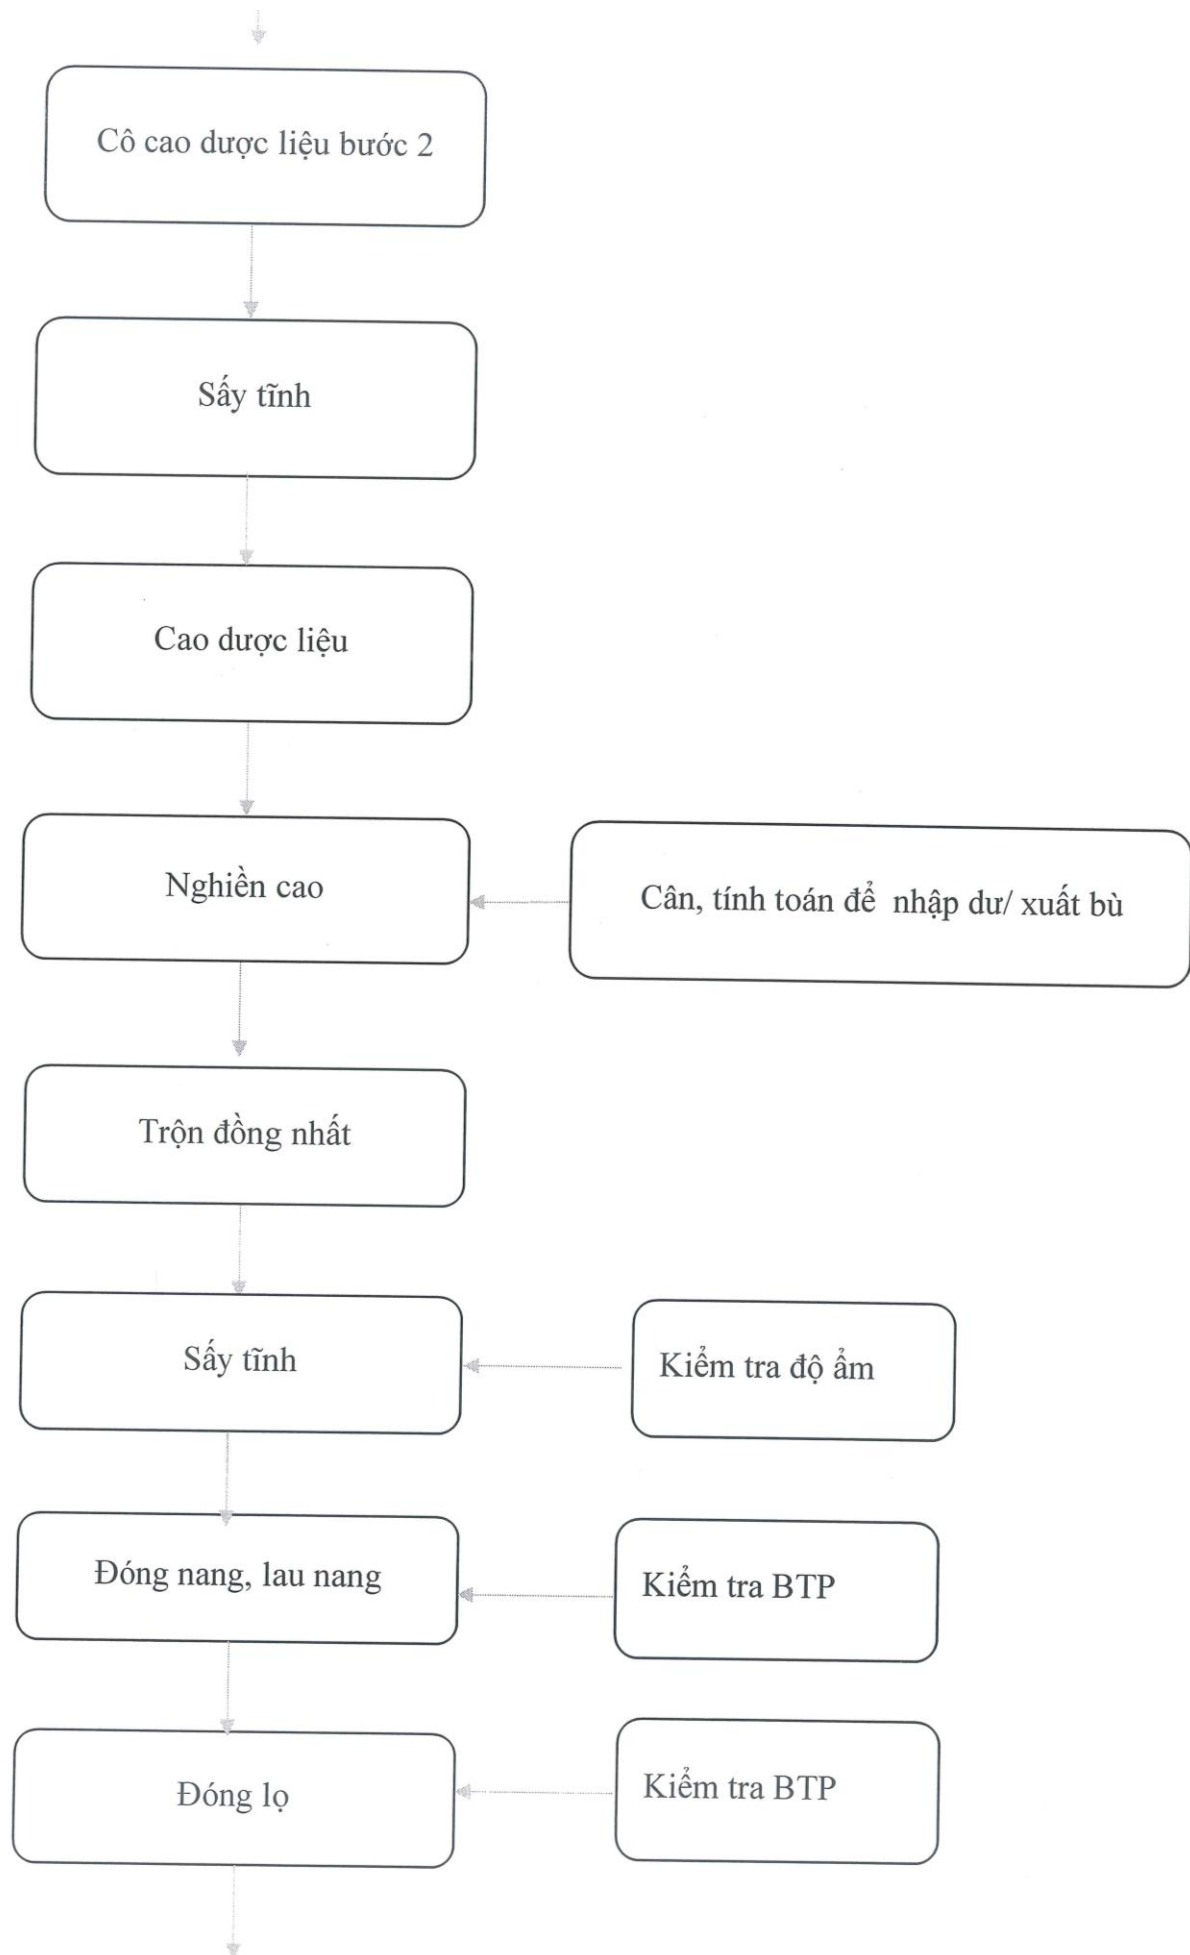 Cô cao dược liệu bước 2
Sấy tĩnh
Cao dược liệu
Nghiền cao
Cân, tính toán để nhập dư/ xuất bù
Trộn đồng nhất
Sấy tĩnh
Kiểm tra độ ẩm
Đóng nang, lau nang
Kiểm tra BTP
Đóng lọ
Kiểm tra BTP